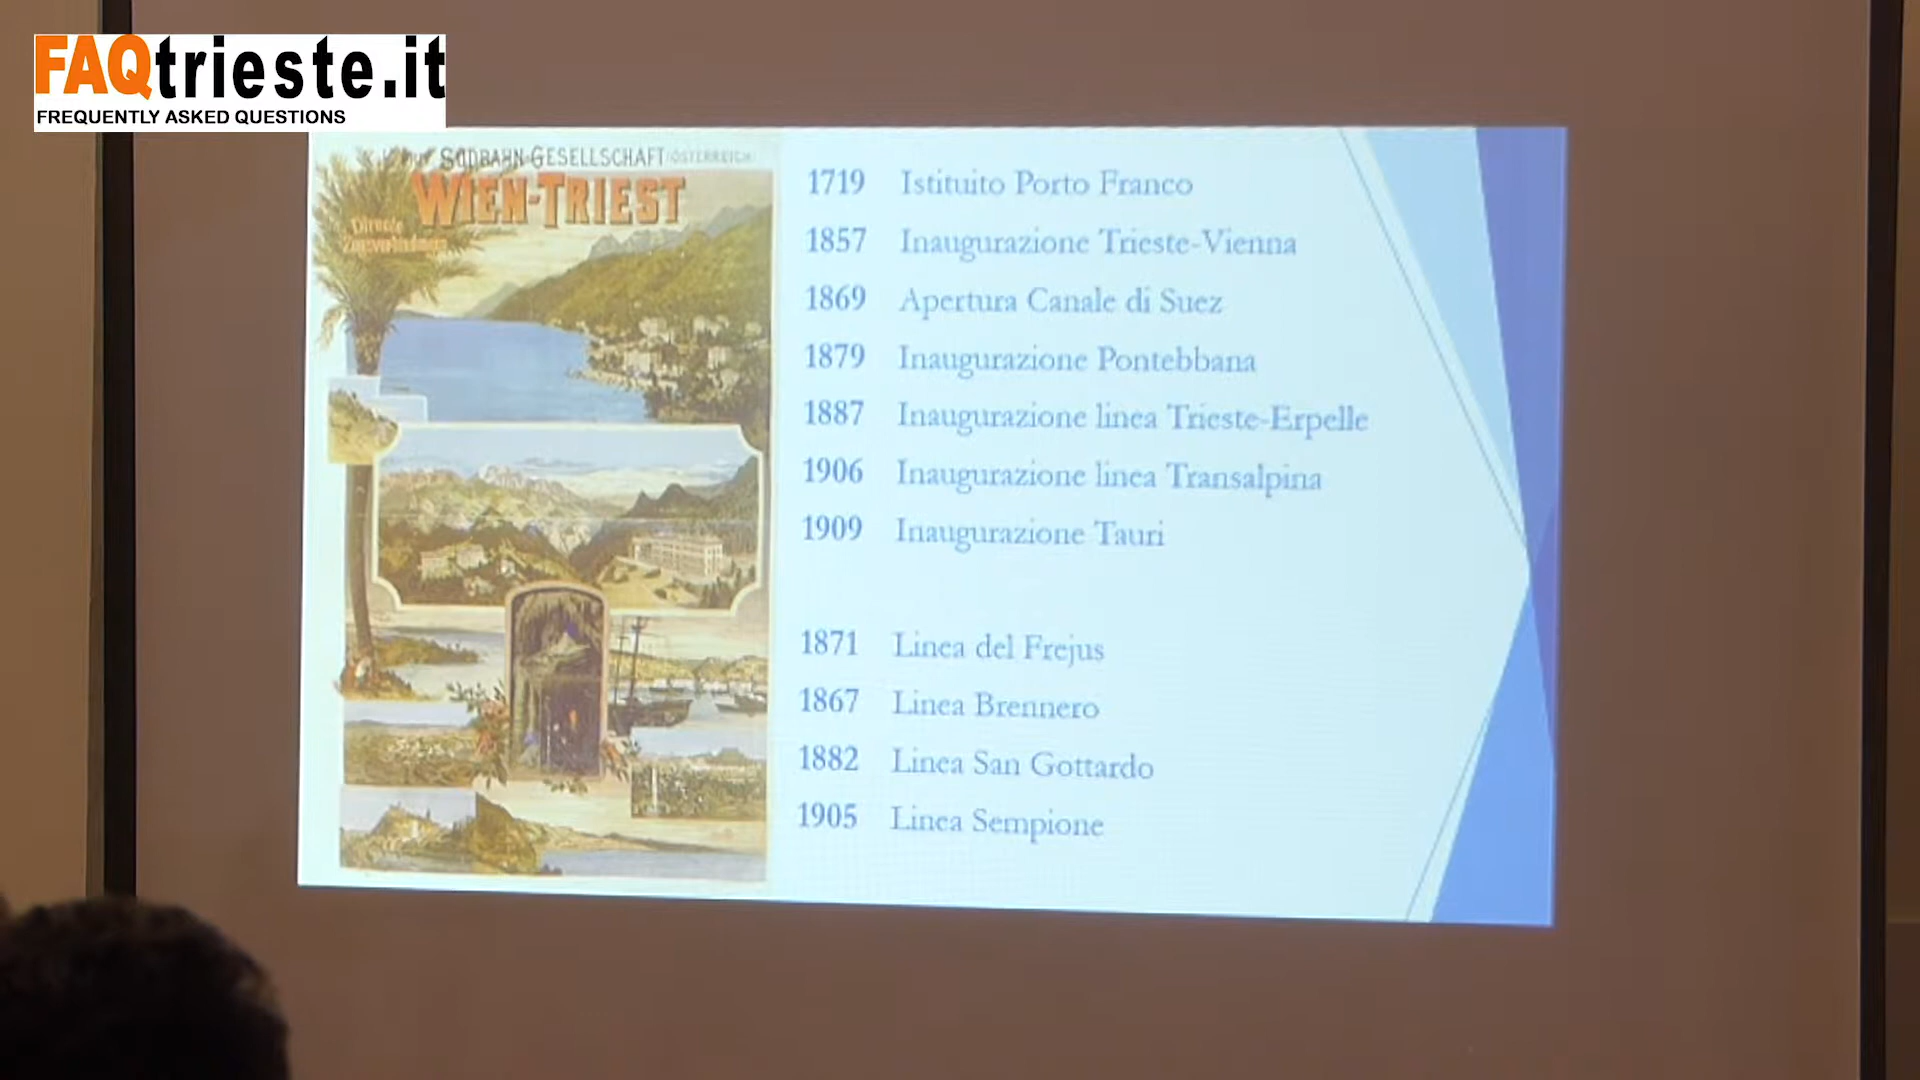 FAQtrieste.it
FREQUENTLY ASKED QUESTIONS
SÜDBAHN-GESELLSCHAFT (ÖSTERREICH)
WIEN-TRIEST
Directe
1719 Istituito Porto Franco
1857 Inaugurazione Trieste-Vienna
1869 Apertura Canale di Suez
1879 Inaugurazione Pontebbana
1887 Inaugurazione linea Trieste-Erpelle
1906 Inaugurazione linea Transalpina
1909 Inaugurazione Tauri
1871 Linea del Frejus
1867 Linea Brennero
1882 Linea San Gottardo
1905 Linea Sempione